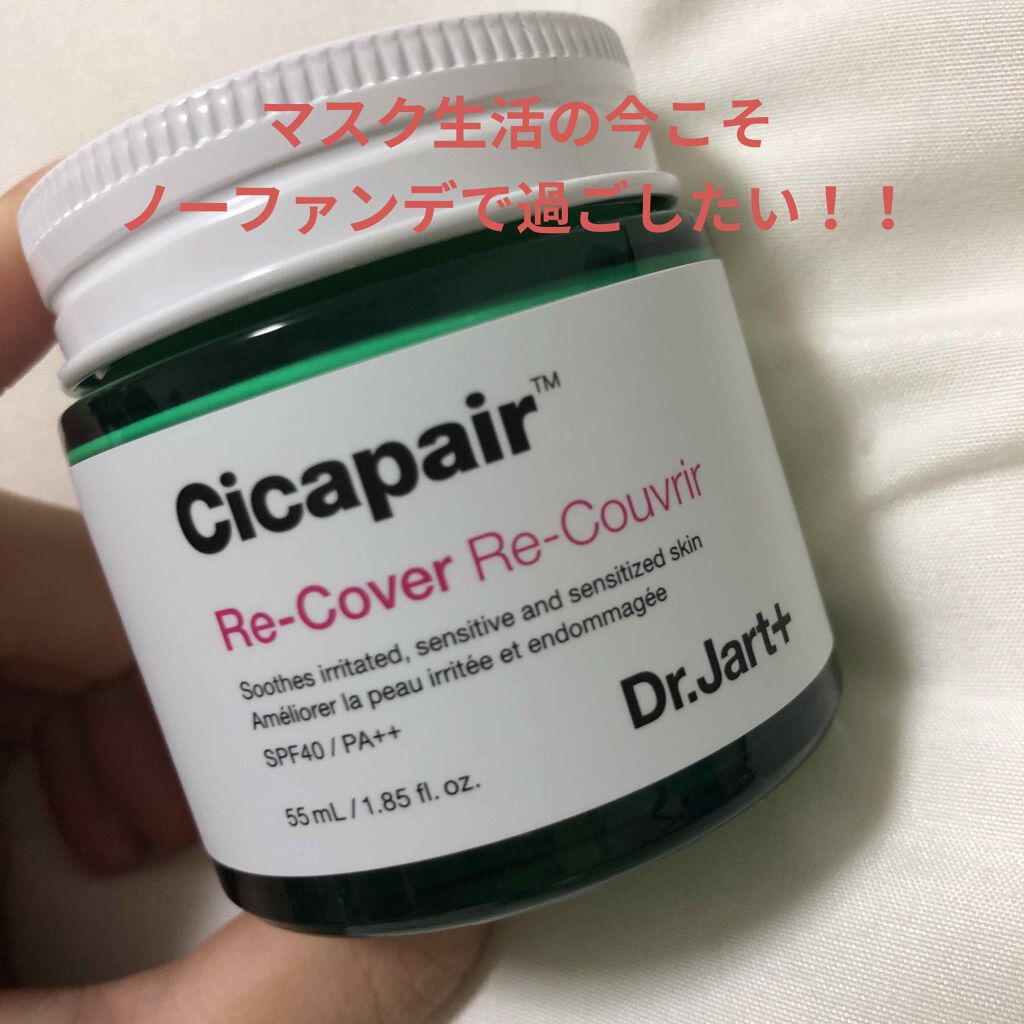 マスク生活の今こそ
ノーファンデで過ごしたい！！
Cicapair™
Re-Cover Re-Couvrir
Soothes irritated, sensitive and sensitized skin
Améliorer la peau irritée et endommagée
SPF40 / PA++
Dr.Jart+
55 mL / 1.85 fl. oz.